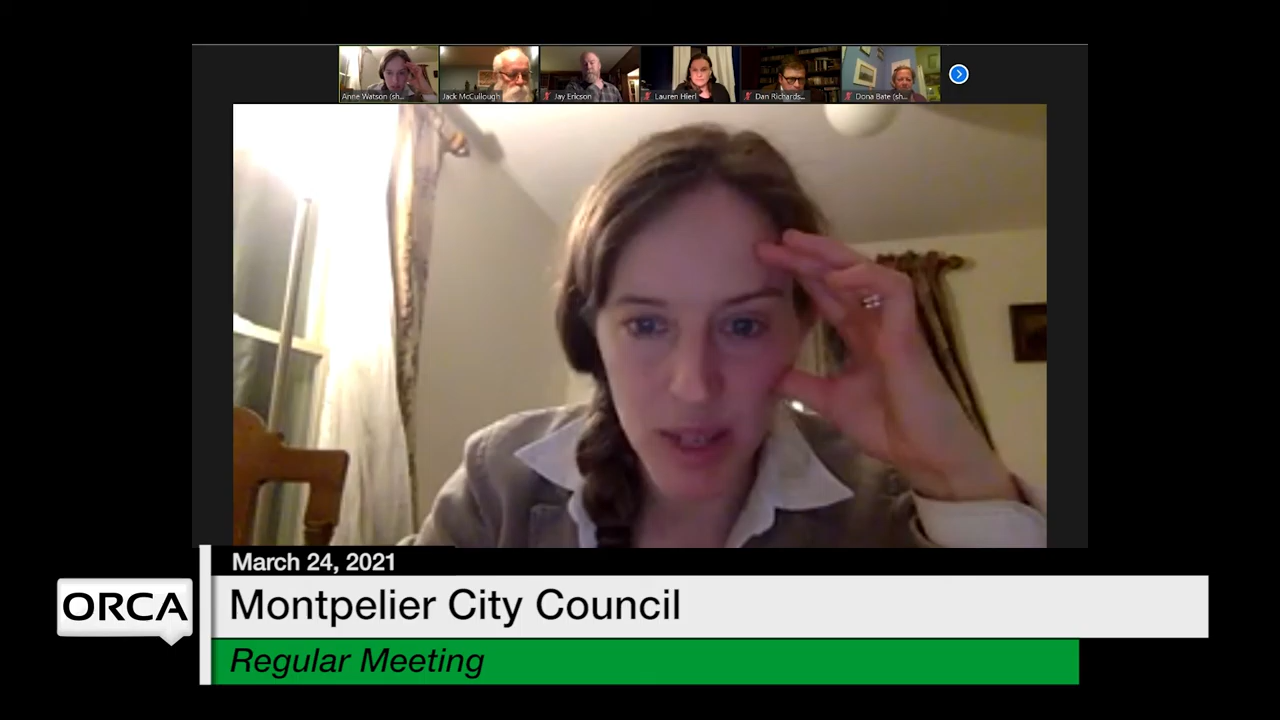 Anne Watson (sh...
Jack McCullough
Jay Ericson
Lauren Hierl
Dan Richards...
Dona Bate (sh...
March 24, 2021
ORCA
Montpelier City Council
Regular Meeting